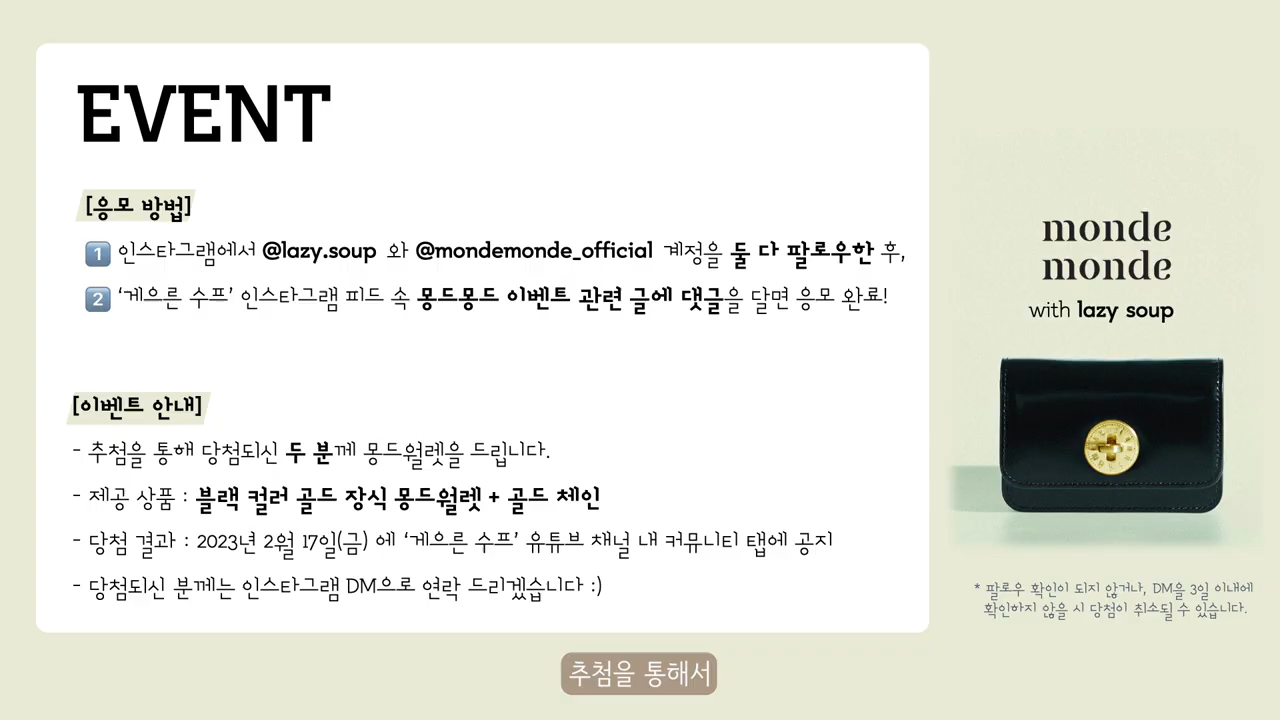 EVENT
[응모 방법]
1 인스타그램에서 @lazy.soup 와 @mondemonde_official 계정을 둘 다 팔로우한 후,
2 ‘게으른 수프’ 인스타그램 피드 속 몽드몽드 이벤트 관련 글에 댓글을 달면 응모 완료!
[이벤트 안내]
- 추첨을 통해 당첨되신 두 분께 몽드월렛을 드립니다.
- 제공 상품 : 블랙 컬러 골드 장식 몽드월렛 + 골드 체인
- 당첨 결과 : 2023년 2월 17일(금) 에 ‘게으른 수프’ 유튜브 채널 내 커뮤니티 탭에 공지
- 당첨되신 분께는 인스타그램 DM으로 연락 드리겠습니다 :)
monde
monde
with lazy soup
* 팔로우 확인이 되지 않거나, DM을 3일 이내에
확인하지 않을 시 당첨이 취소될 수 있습니다.
추첨을 통해서